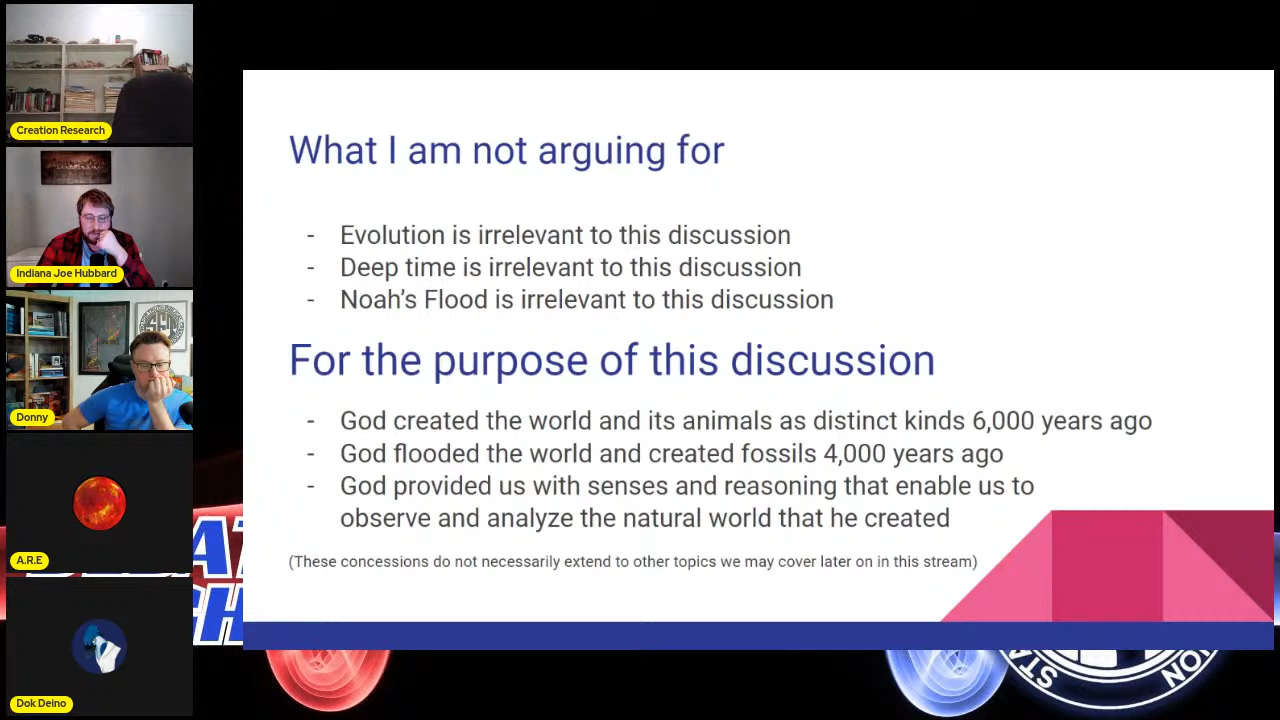 Creation Research
Indiana Joe Hubbard
Donny
A.R.E
Dok Deino
What I am not arguing for
- Evolution is irrelevant to this discussion
- Deep time is irrelevant to this discussion
- Noah's Flood is irrelevant to this discussion
For the purpose of this discussion
- God created the world and its animals as distinct kinds 6,000 years ago
- God flooded the world and created fossils 4,000 years ago
- God provided us with senses and reasoning that enable us to
observe and analyze the natural world that he created
(These concessions do not necessarily extend to other topics we may cover later on in this stream)